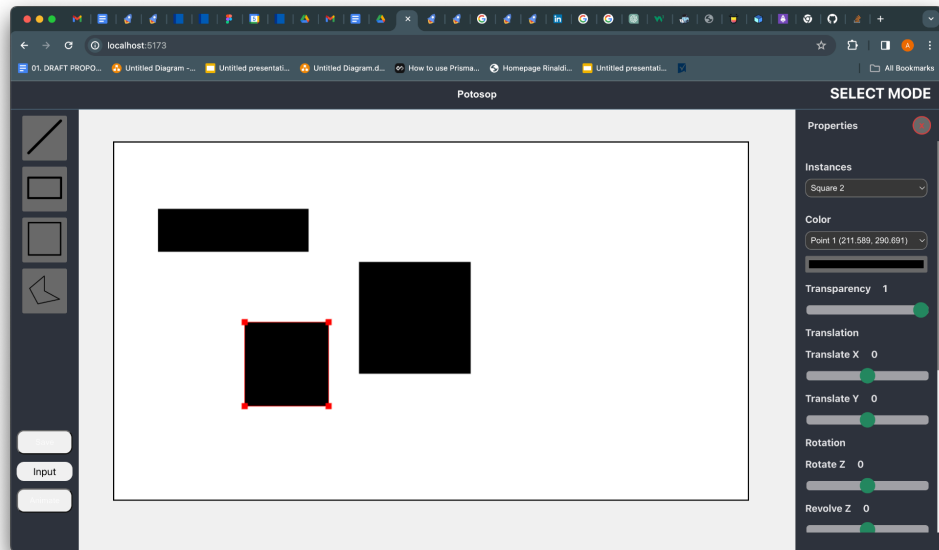 localhost:5173
01. DRAFT PROPO...
Untitled Diagram -...
Untitled presentati...
Untitled Diagram.d...
How to use Prisma...
Homepage Rinaldi...
Untitled presentati...
All Bookmarks
Potosop
SELECT MODE
Properties
Instances
Square 2
Color
Point 1 (211.589, 290.691)
Transparency 1
Translation
Translate X 0
Translate Y 0
Rotation
Rotate Z 0
Revolve Z 0
Input